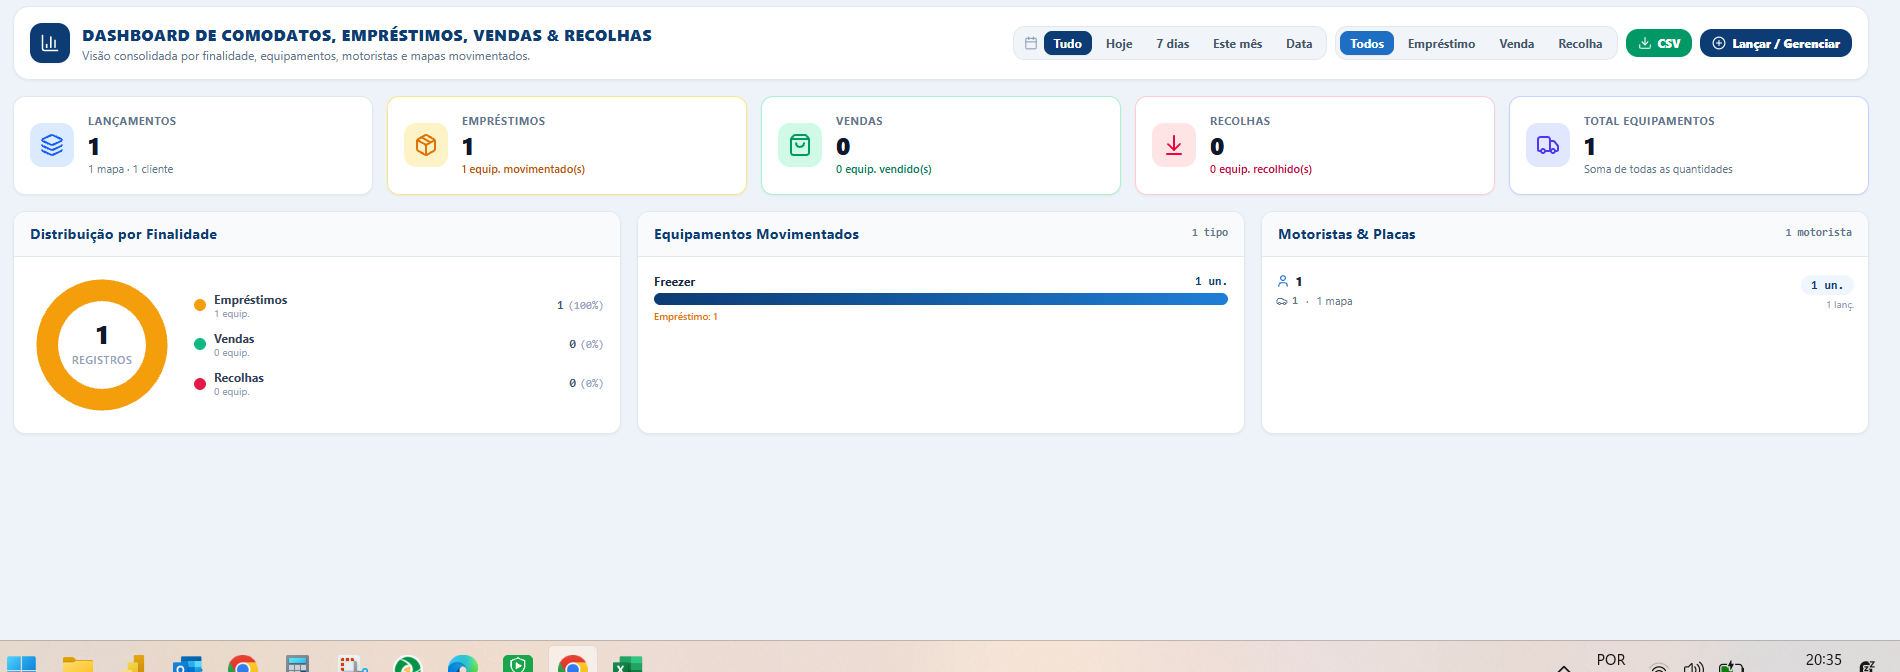 DASHBOARD DE COMODATOS, EMPRÉSTIMOS, VENDAS & RECOLHAS
Visão consolidada por finalidade, equipamentos, motoristas e mapas movimentados.
Tudo Hoje 7 dias Este mês Data
Todos Empréstimo Venda Recolha
CSV
Lançar / Gerenciar
LANÇAMENTOS
1
1 mapa · 1 cliente
EMPRÉSTIMOS
1
1 equip. movimentado(s)
VENDAS
0
0 equip. vendido(s)
RECOLHAS
0
0 equip. recolhido(s)
TOTAL EQUIPAMENTOS
1
Soma de todas as quantidades
Distribuição por Finalidade
1
REGISTROS
Empréstimos 1 (100%)
1 equip.
Vendas 0 (0%)
0 equip.
Recolhas 0 (0%)
0 equip.
Equipamentos Movimentados 1 tipo
Freezer 1 un.
Empréstimo: 1
Motoristas & Placas 1 motorista
1 1 un.
1 · 1 mapa 1 lanç.
POR 20:35